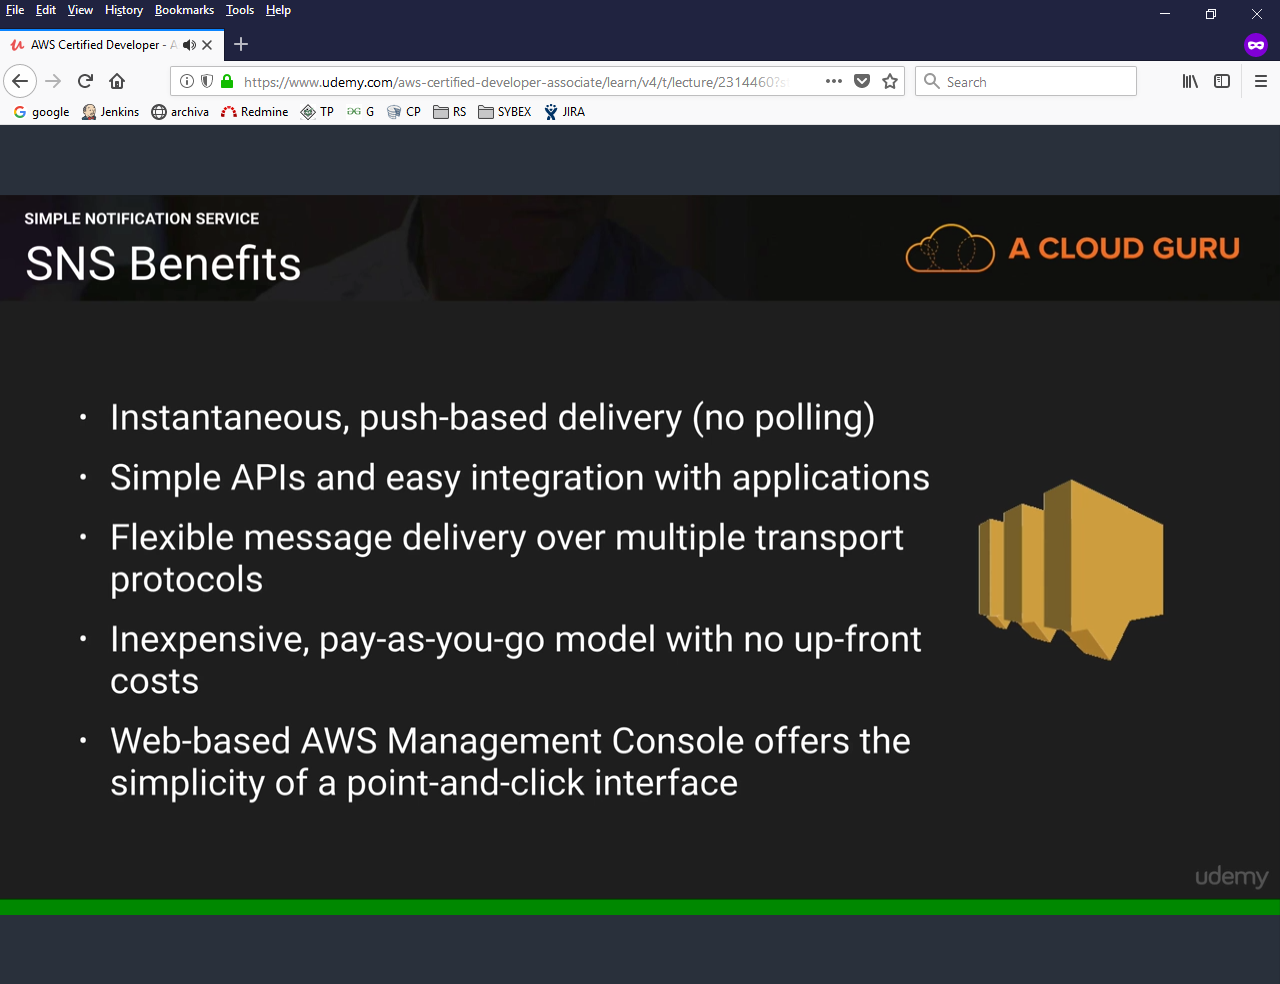 File Edit View History Bookmarks Tools Help
AWS Certified Developer - A
https://www.udemy.com/aws-certified-developer-associate/learn/v4/t/lecture/2314460?s
Search
google Jenkins archiva Redmine TP G CP RS SYBEX JIRA
SIMPLE NOTIFICATION SERVICE
SNS Benefits
A CLOUD GURU
• Instantaneous, push-based delivery (no polling)
• Simple APIs and easy integration with applications
• Flexible message delivery over multiple transport
protocols
• Inexpensive, pay-as-you-go model with no up-front
costs
• Web-based AWS Management Console offers the
simplicity of a point-and-click interface
udemy